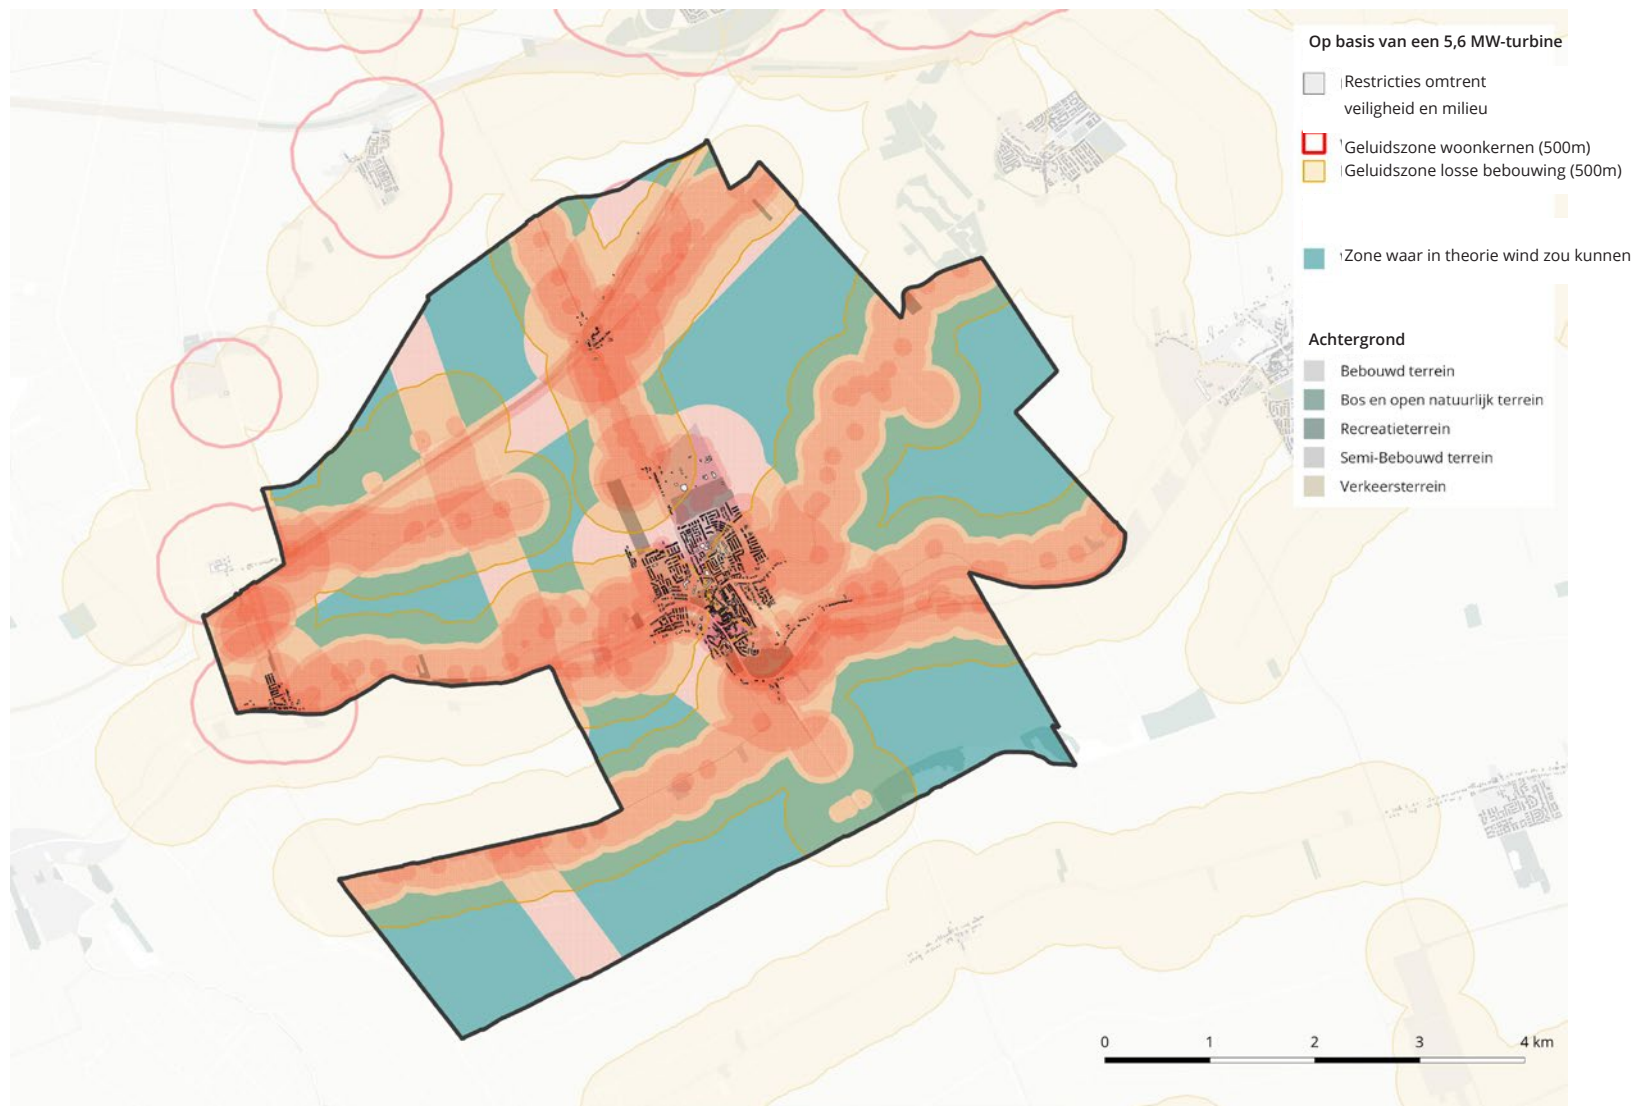 Op basis van een 5,6 MW-turbine
Restricties omtrent
veiligheid en milieu
Geluidszone woonkernen (500m)
Geluidszone losse bebouwing (500m)
Zone waar in theorie wind zou kunnen
Achtergrond
Bebouwd terrein
Bos en open natuurlijk terrein
Recreatieterrein
Semi-Bebouwd terrein
Verkeersterrein
0 1 2 3 4 km